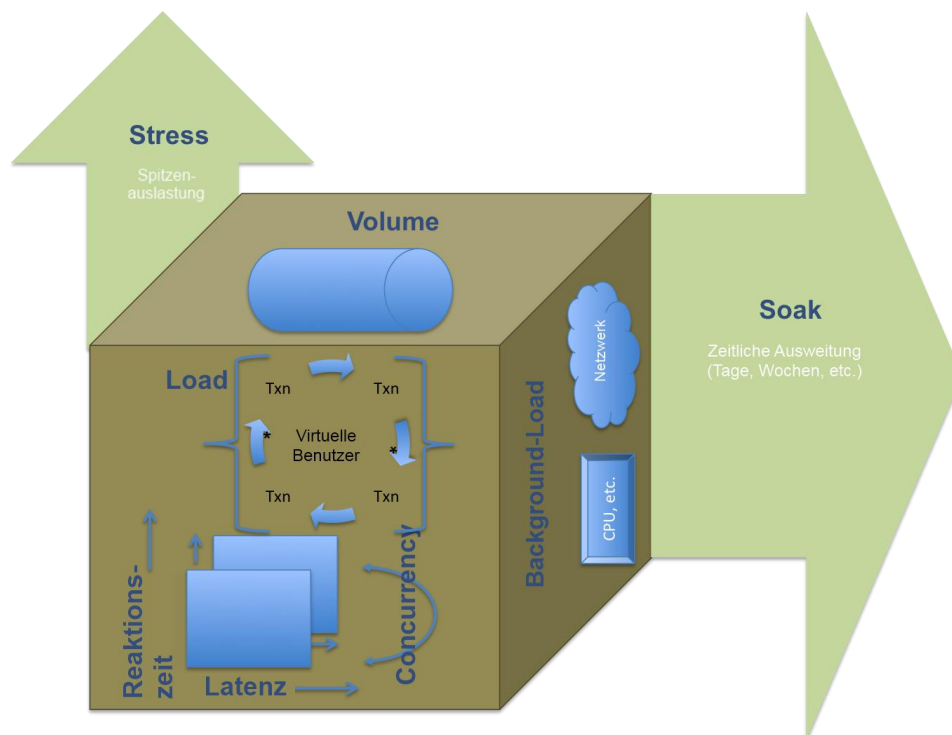 Stress
Spitzen-
auslastung
Volume
Soak
Zeitliche Ausweitung
(Tage, Wochen, etc.)
Load
Txn
Txn
*
Virtuelle
Benutzer
*
Txn
Txn
Netzwerk
CPU, etc.
Background-Load
Concurrency
Reaktions-
zeit
Latenz